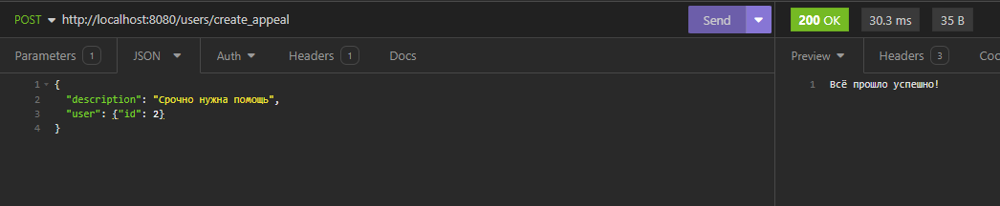 POST http://localhost:8080/users/create_appeal Send 200 OK 30.3 ms 35 B
Parameters 1 JSON Auth Headers 1 Docs Preview Headers 3 Coo
1 {
2 "description": "Срочно нужна помощь",
3 "user": {"id": 2}
4 }
1 Всё прошло успешно!